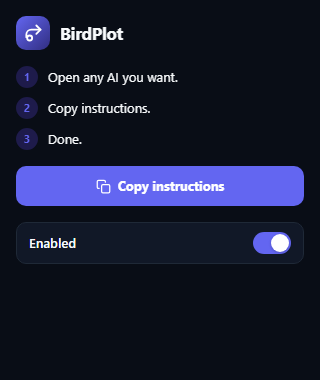 BirdPlot
1 Open any AI you want.
2 Copy instructions.
3 Done.
Copy instructions
Enabled